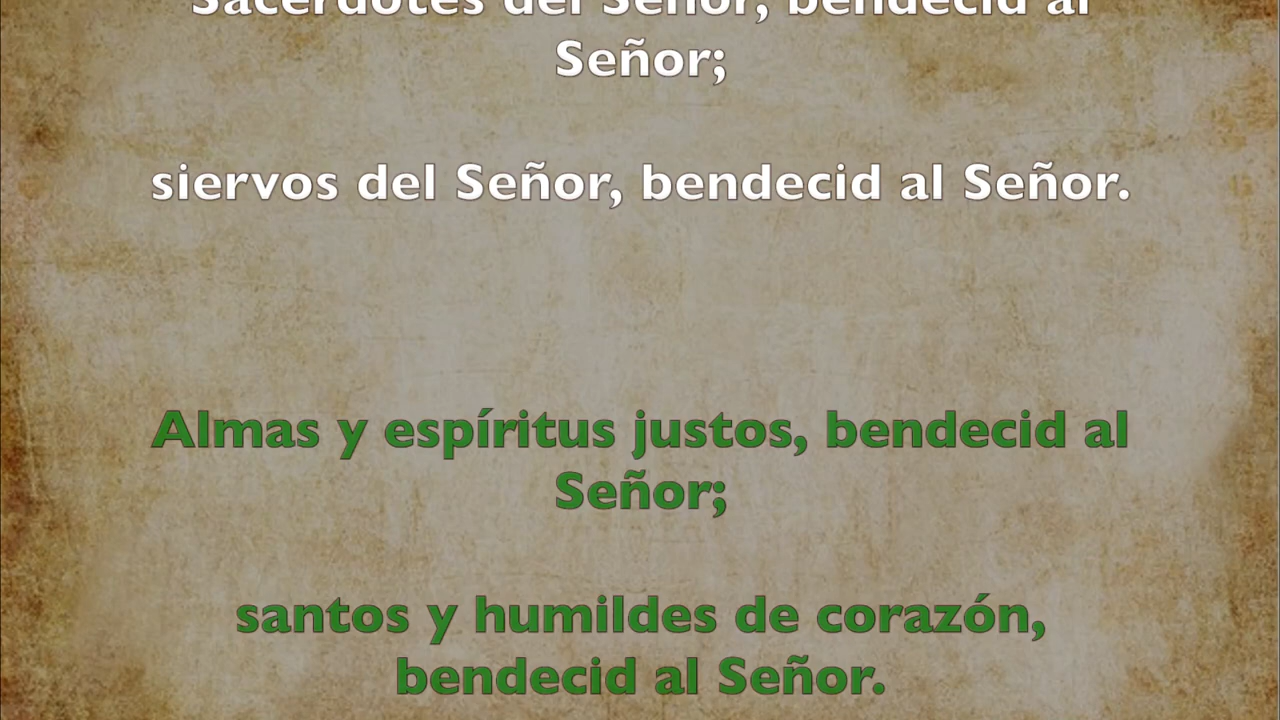 Sacerdotes del Señor, bendecid al
Señor;
siervos del Señor, bendecid al Señor.
Almas y espíritus justos, bendecid al
Señor;
santos y humildes de corazón,
bendecid al Señor.